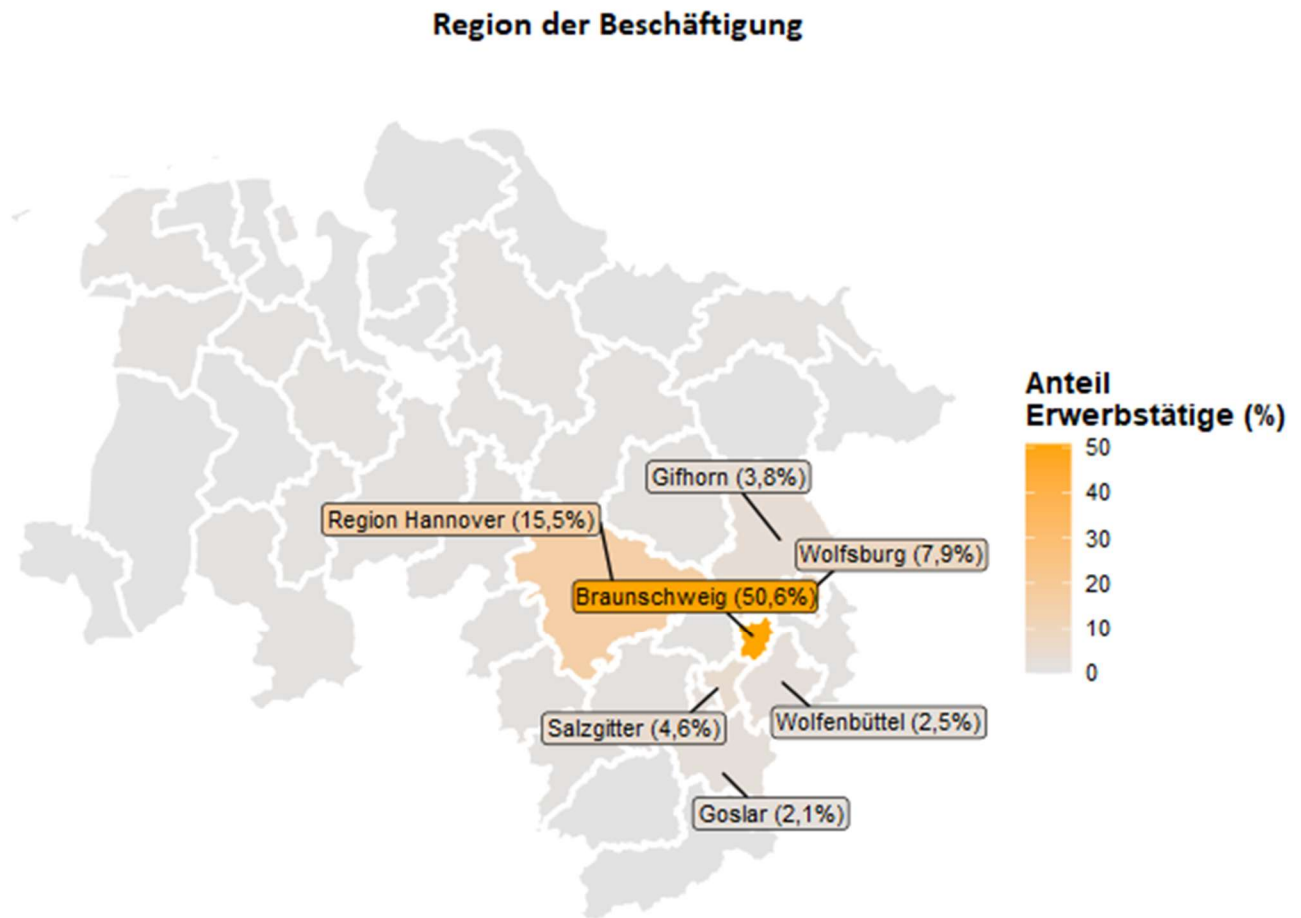 Region der Beschäftigung
Anteil
Erwerbstätige (%)
50
40
30
20
10
0
Gifhorn (3,8%)
Region Hannover (15,5%)
Wolfsburg (7,9%)
Braunschweig (50,6%)
Salzgitter (4,6%)
Wolfenbüttel (2,5%)
Goslar (2,1%)